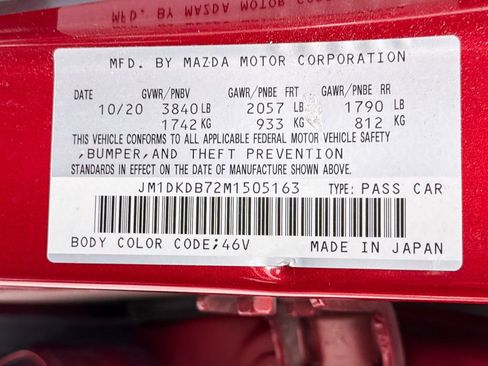 MFD. BY MAZDA MOTOR CORPORATION
DATE GVWR/PNBV GAWR/PNBE FRT GAWR/PNBE RR
10/20 3840 LB 2057 LB 1790 LB
1742 KG 933 KG 812 KG
THIS VEHICLE CONFORMS TO ALL APPLICABLE FEDERAL MOTOR VEHICLE SAFETY
,BUMPER,AND THEFT PREVENTION
STANDARDS IN EFFECT ON THE DATE OF MANUFACTURE SHOWN ABOVE.
JM1DKDB72M1505163 TYPE: PASS CAR
BODY COLOR CODE;46V MADE IN JAPAN